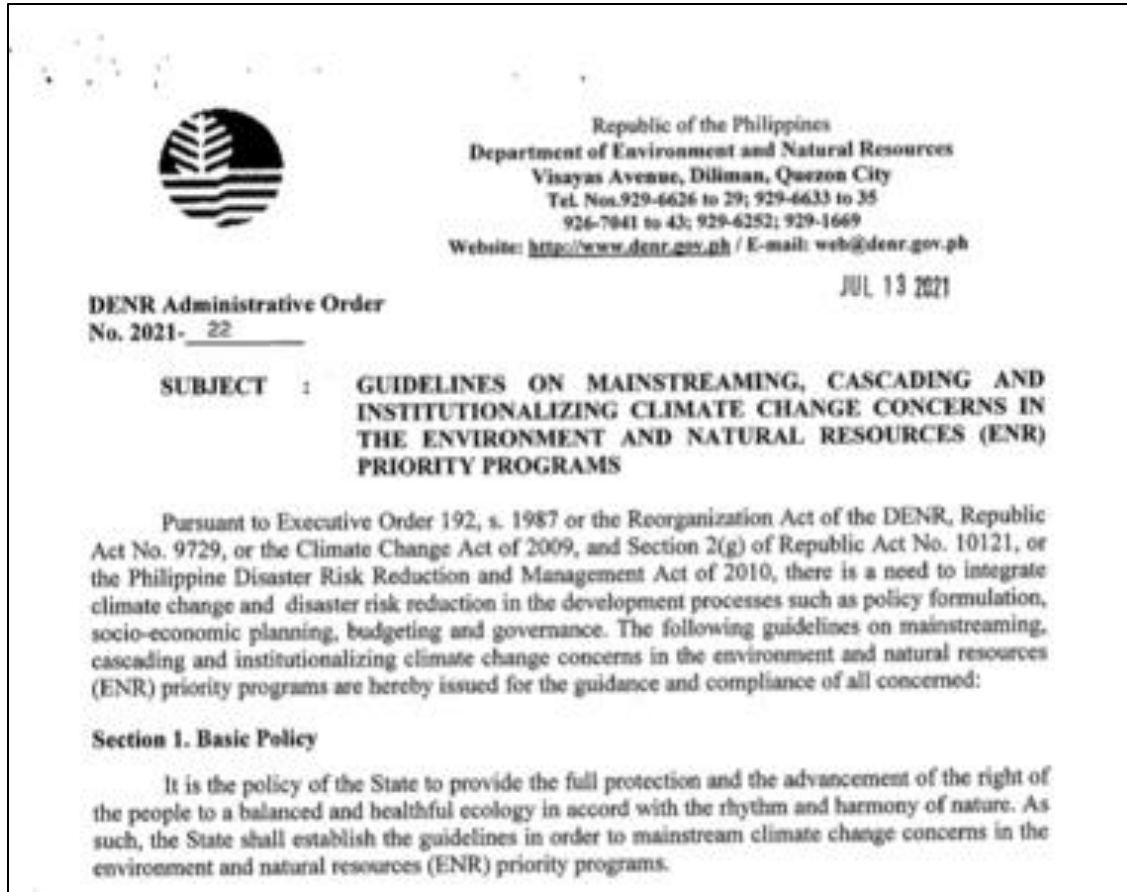 Republic of the Philippines
Department of Environment and Natural Resources
Visayas Avenue, Diliman, Quezon City
Tel. Nos.929-6626 to 29; 929-6633 to 35
926-7041 to 43; 929-6252; 929-1669
Website: http://www.denr.gov.ph / E-mail: web@denr.gov.ph
JUL 13 2021
DENR Administrative Order
No. 2021- 22
SUBJECT : GUIDELINES ON MAINSTREAMING, CASCADING AND
INSTITUTIONALIZING CLIMATE CHANGE CONCERNS IN
THE ENVIRONMENT AND NATURAL RESOURCES (ENR)
PRIORITY PROGRAMS
Pursuant to Executive Order 192, s. 1987 or the Reorganization Act of the DENR, Republic
Act No. 9729, or the Climate Change Act of 2009, and Section 2(g) of Republic Act No. 10121, or
the Philippine Disaster Risk Reduction and Management Act of 2010, there is a need to integrate
climate change and disaster risk reduction in the development processes such as policy formulation,
socio-economic planning, budgeting and governance. The following guidelines on mainstreaming,
cascading and institutionalizing climate change concerns in the environment and natural resources
(ENR) priority programs are hereby issued for the guidance and compliance of all concerned:
Section 1. Basic Policy
It is the policy of the State to provide the full protection and the advancement of the right of
the people to a balanced and healthful ecology in accord with the rhythm and harmony of nature. As
such, the State shall establish the guidelines in order to mainstream climate change concerns in the
environment and natural resources (ENR) priority programs.